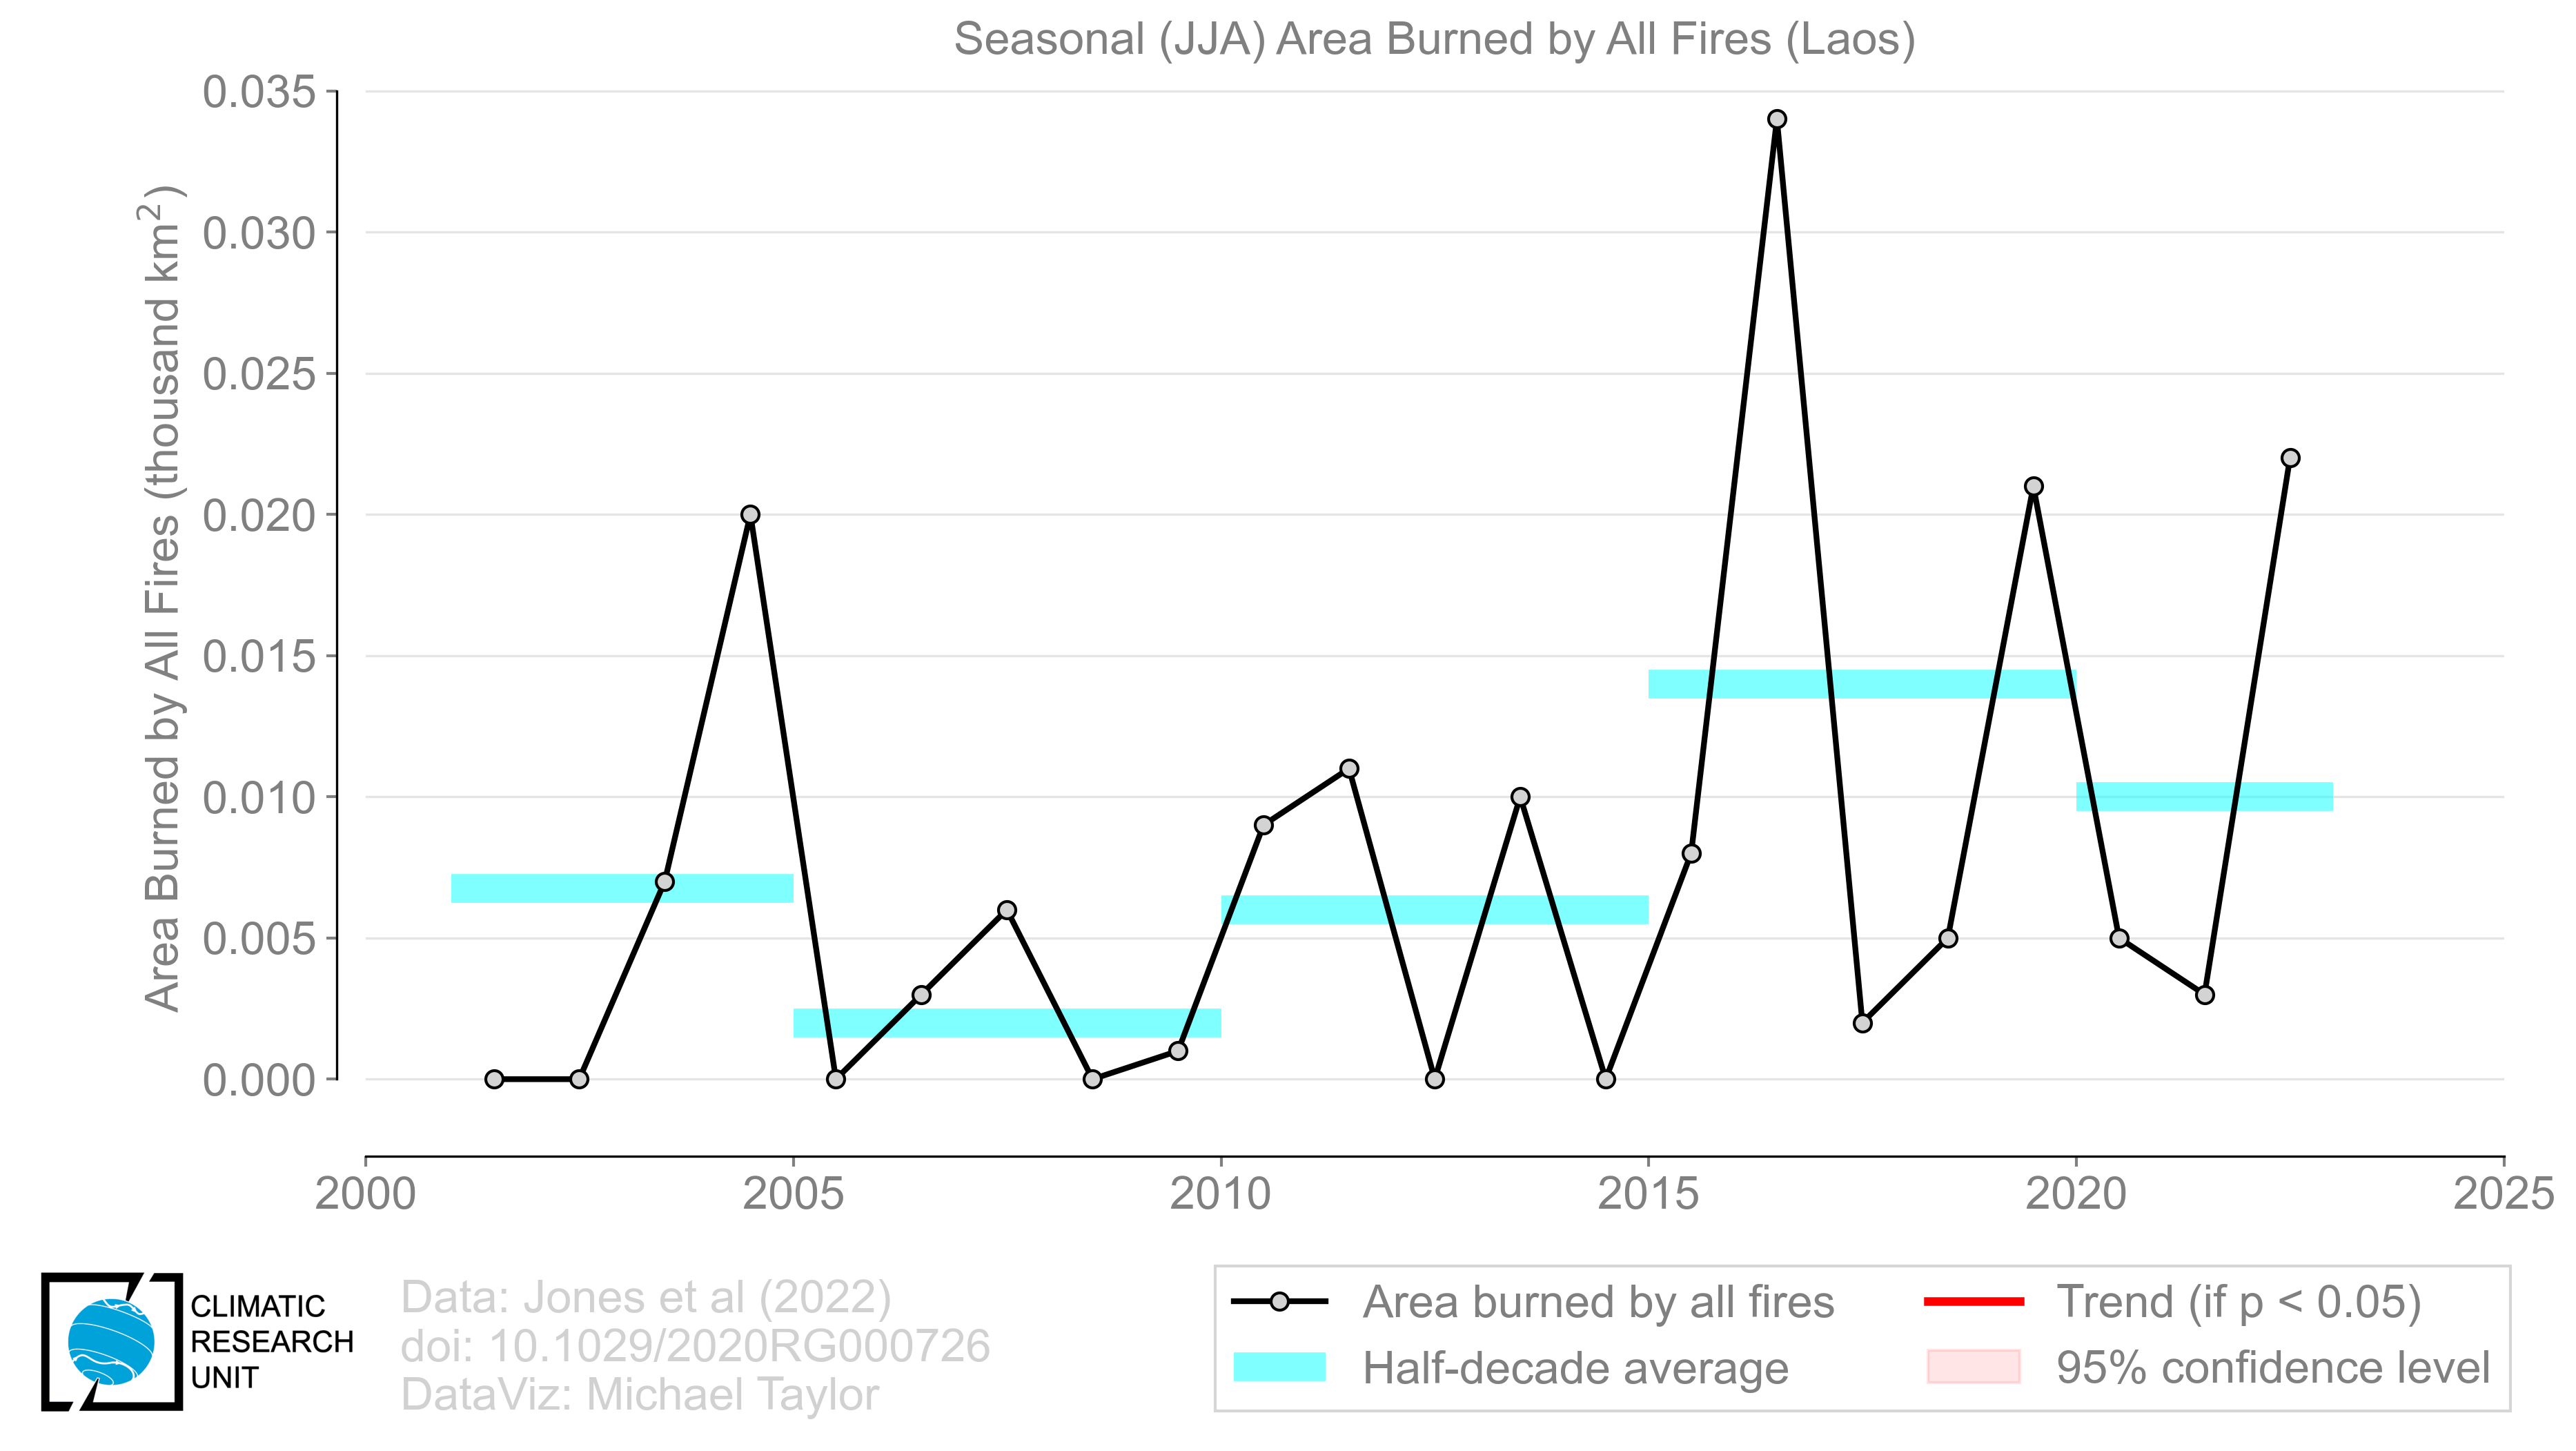 Seasonal (JJA) Area Burned by All Fires (Laos)
Area Burned by All Fires (thousand km²)
0.035
0.030
0.025
0.020
0.015
0.010
0.005
0.000
2000
2005
2010
2015
2020
2025
CLIMATIC
RESEARCH
UNIT
Data: Jones et al (2022)
doi: 10.1029/2020RG000726
DataViz: Michael Taylor
Area burned by all fires
Half-decade average
Trend (if p < 0.05)
95% confidence level